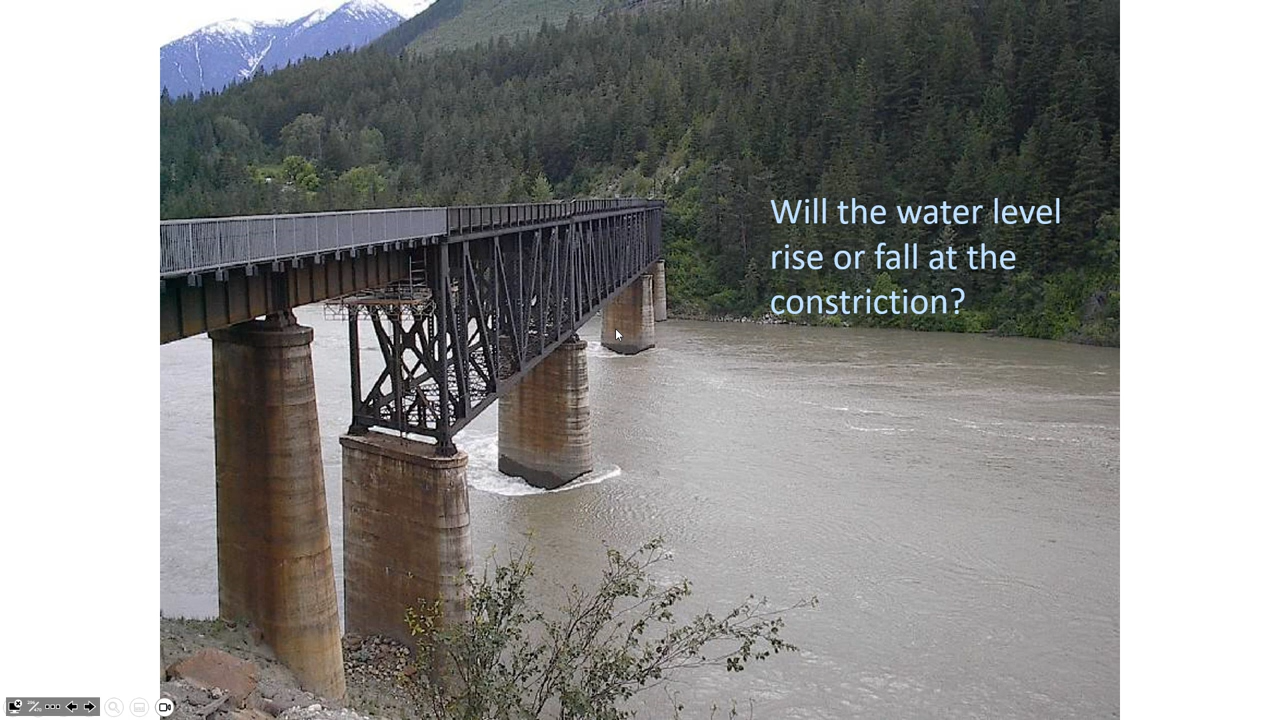 Will the water level
rise or fall at the
constriction?